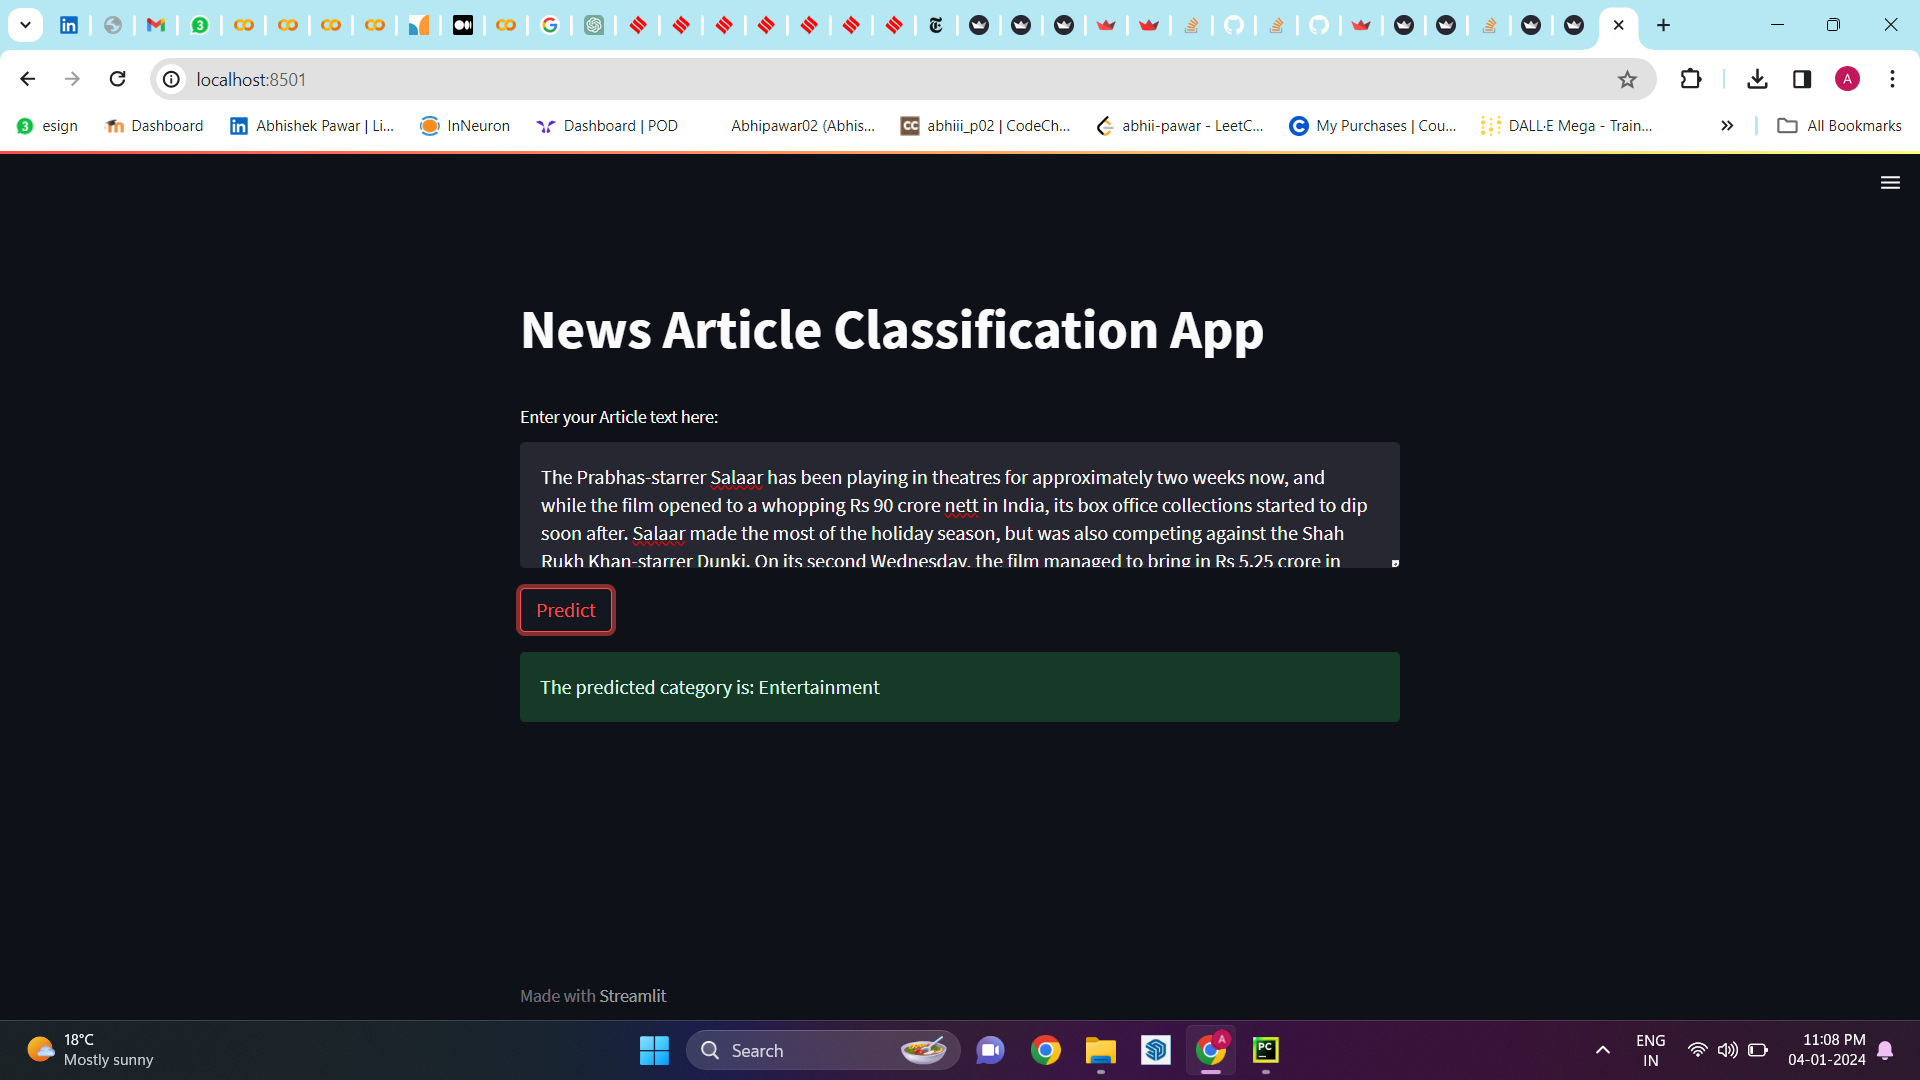 localhost:8501
3 esign Dashboard in Abhishek Pawar | Li... InNeuron Dashboard | POD Abhipawar02 (Abhis... CC abhiii_p02 | CodeCh... abhii-pawar - LeetC... C My Purchases | Cou... DALL·E Mega - Train... » All Bookmarks
News Article Classification App
Enter your Article text here:
The Prabhas-starrer Salaar has been playing in theatres for approximately two weeks now, and
while the film opened to a whopping Rs 90 crore nett in India, its box office collections started to dip
soon after. Salaar made the most of the holiday season, but was also competing against the Shah
Rukh Khan-starrer Dunki. On its second Wednesday, the film managed to bring in Rs 5.25 crore in
Predict
The predicted category is: Entertainment
Made with Streamlit
18°C
Mostly sunny
Search
A
PC
ENG
IN
11:08 PM
04-01-2024